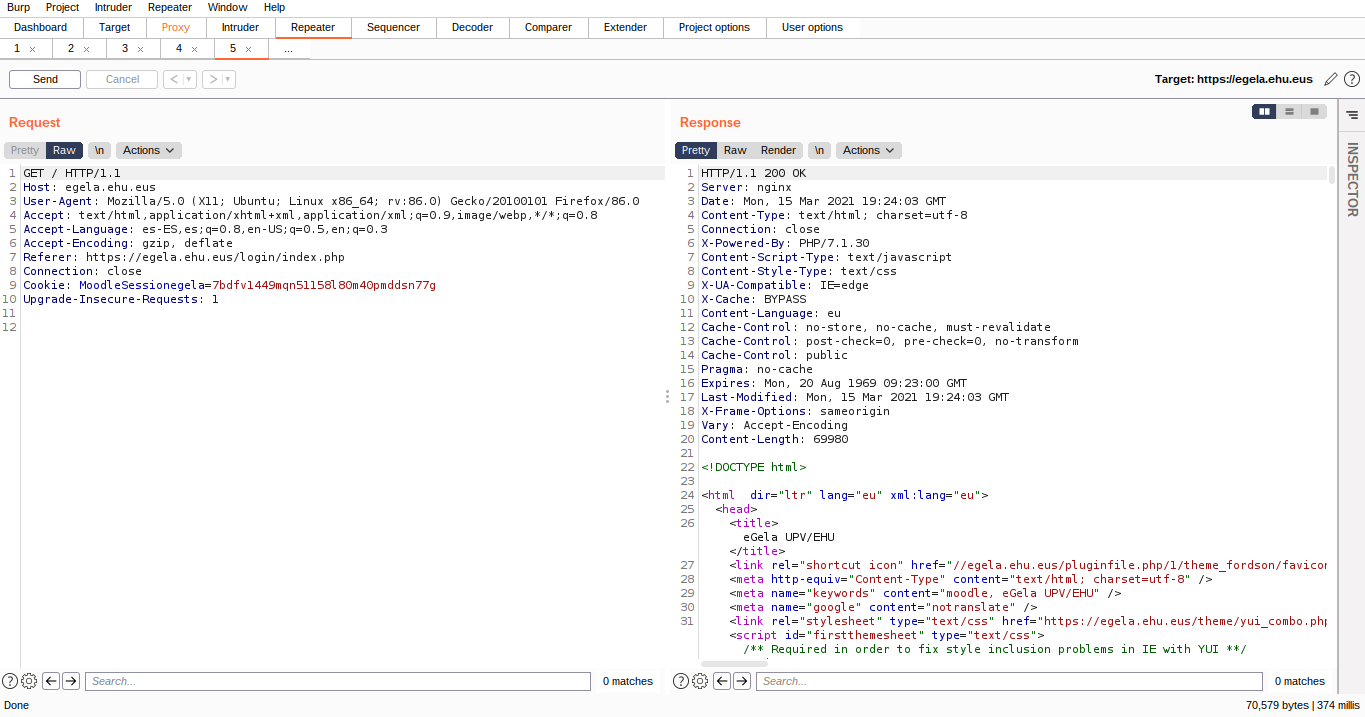 Burp Project Intruder Repeater Window Help
Dashboard Target Proxy Intruder Repeater Sequencer Decoder Comparer Extender Project options User options
1 × 2 × 3 × 4 × 5 × ...
Send Cancel < > Target: https://egela.ehu.eus ?
Request
Pretty Raw \n Actions
1 GET / HTTP/1.1
2 Host: egela.ehu.eus
3 User-Agent: Mozilla/5.0 (X11; Ubuntu; Linux x86_64; rv:86.0) Gecko/20100101 Firefox/86.0
4 Accept: text/html,application/xhtml+xml,application/xml;q=0.9,image/webp,*/*;q=0.8
5 Accept-Language: es-ES,es;q=0.8,en-US;q=0.5,en;q=0.3
6 Accept-Encoding: gzip, deflate
7 Referer: https://egela.ehu.eus/login/index.php
8 Connection: close
9 Cookie: MoodleSessionegela=7bdfv1449mqn51158l80m40pmddsn77g
10 Upgrade-Insecure-Requests: 1
11
12
? Search... 0 matches
Response
Pretty Raw Render \n Actions
INSPECTOR
1 HTTP/1.1 200 OK
2 Server: nginx
3 Date: Mon, 15 Mar 2021 19:24:03 GMT
4 Content-Type: text/html; charset=utf-8
5 Connection: close
6 X-Powered-By: PHP/7.1.30
7 Content-Script-Type: text/javascript
8 Content-Style-Type: text/css
9 X-UA-Compatible: IE=edge
10 X-Cache: BYPASS
11 Content-Language: eu
12 Cache-Control: no-store, no-cache, must-revalidate
13 Cache-Control: post-check=0, pre-check=0, no-transform
14 Cache-Control: public
15 Pragma: no-cache
16 Expires: Mon, 20 Aug 1969 09:23:00 GMT
17 Last-Modified: Mon, 15 Mar 2021 19:24:03 GMT
18 X-Frame-Options: sameorigin
19 Vary: Accept-Encoding
20 Content-Length: 69980
21
22 <!DOCTYPE html>
23
24 <html  dir="ltr" lang="eu" xml:lang="eu">
25 <head>
26 <title>
eGela UPV/EHU
</title>
27 <link rel="shortcut icon" href="//egela.ehu.eus/pluginfile.php/1/theme_fordson/favicon
28 <meta http-equiv="Content-Type" content="text/html; charset=utf-8" />
29 <meta name="keywords" content="moodle, eGela UPV/EHU" />
30 <meta name="google" content="notranslate" />
31 <link rel="stylesheet" type="text/css" href="https://egela.ehu.eus/theme/yui_combo.php
<script id="firstthemesheet" type="text/css">
/** Required in order to fix style inclusion problems in IE with YUI **/
? Search... 0 matches
Done 70,579 bytes | 374 millis